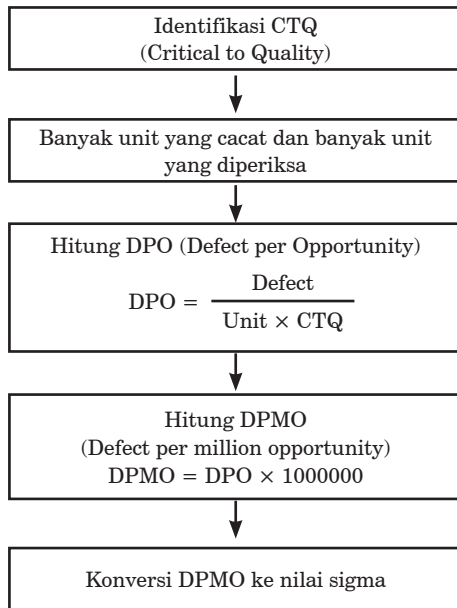 Identifikasi CTQ
(Critical to Quality)
Banyak unit yang cacat dan banyak unit
yang diperiksa
Hitung DPO (Defect per Opportunity)
DPO = Defect
Unit × CTQ
Hitung DPMO
(Defect per million opportunity)
DPMO = DPO × 1000000
Konversi DPMO ke nilai sigma